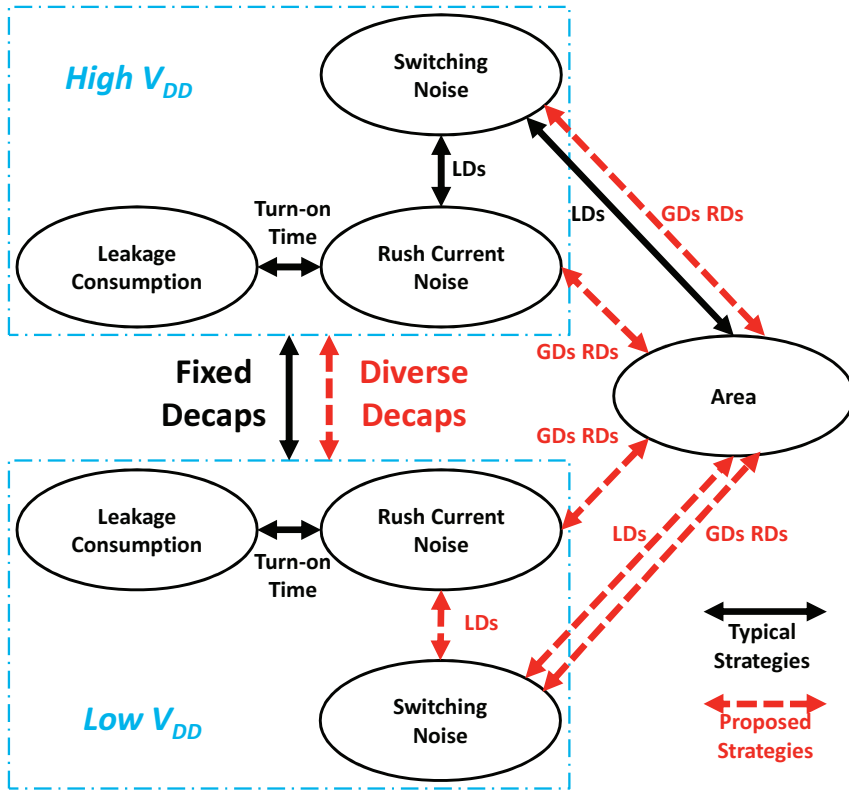 High VDD
Switching
Noise
LDs
Turn-on
Time
Leakage
Consumption
Rush Current
Noise
LDs
GDs RDs
GDs RDs
Fixed
Decaps
Diverse
Decaps
Area
GDs RDs
Leakage
Consumption
Rush Current
Noise
Turn-on
Time
LDs
GDs RDs
LDs
Switching
Noise
Low VDD
Typical
Strategies
Proposed
Strategies